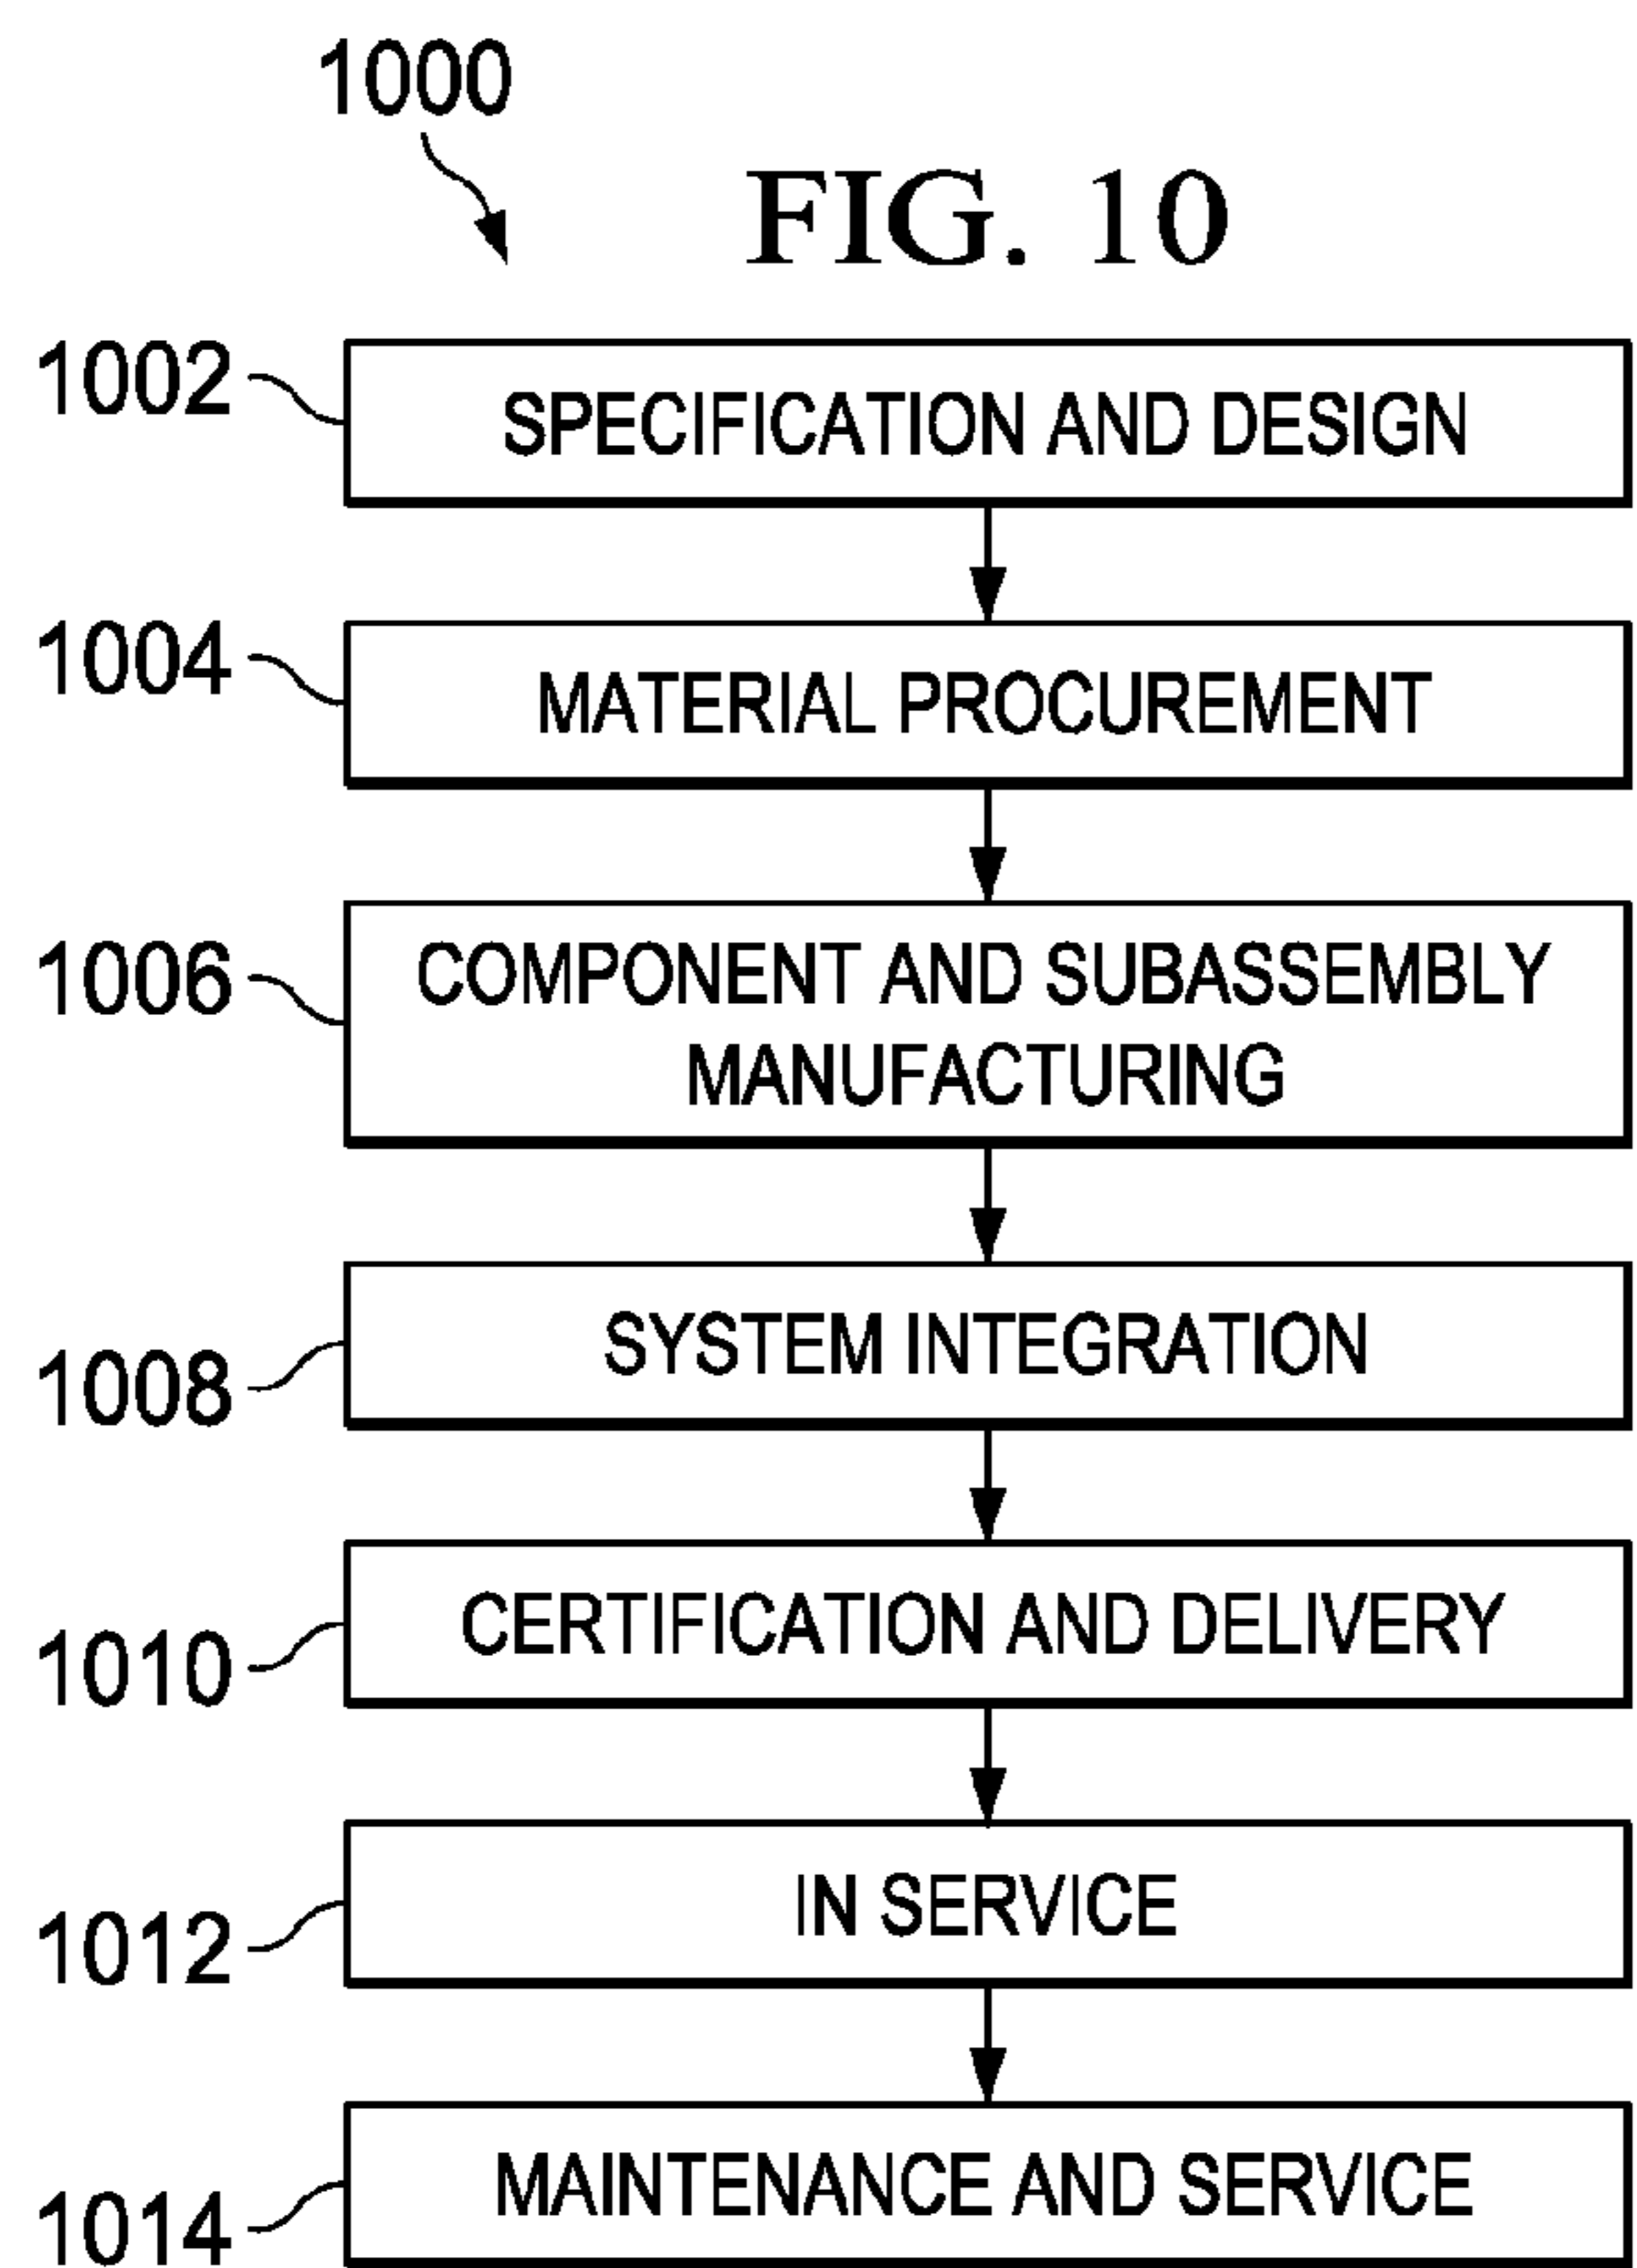 1000
FIG. 10
1002
SPECIFICATION AND DESIGN
1004
MATERIAL PROCUREMENT
1006
COMPONENT AND SUBASSEMBLY
MANUFACTURING
1008
SYSTEM INTEGRATION
1010
CERTIFICATION AND DELIVERY
1012
IN SERVICE
1014
MAINTENANCE AND SERVICE